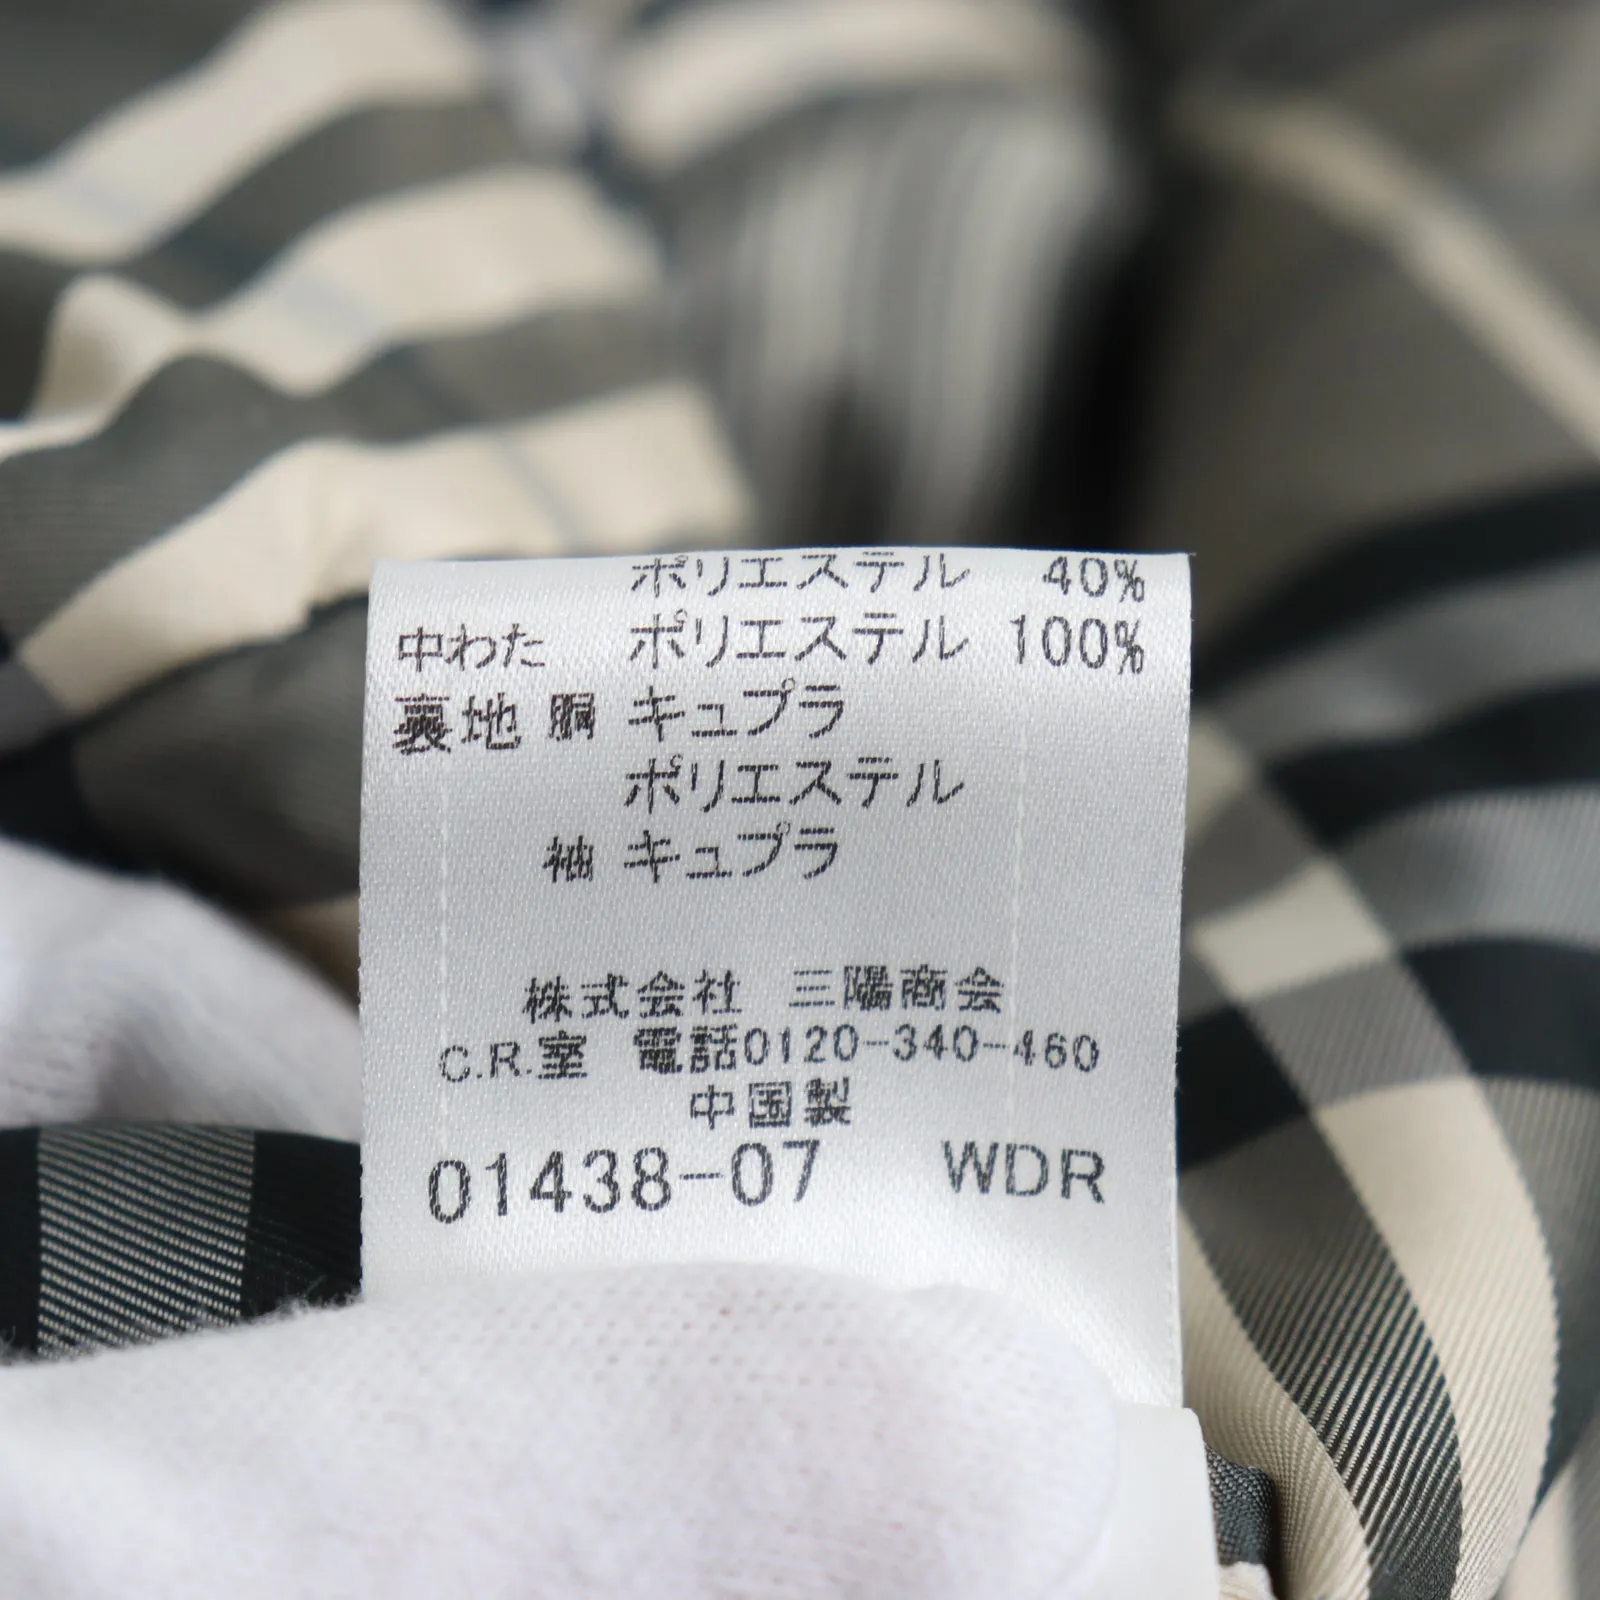 ポリエステル 40%
中わた ポリエステル 100%
裏地 胴 キュプラ
ポリエステル
袖 キュプラ
株式会社 三陽商会
C.R.室 電話0120-340-460
中国製
01438-07 WDR